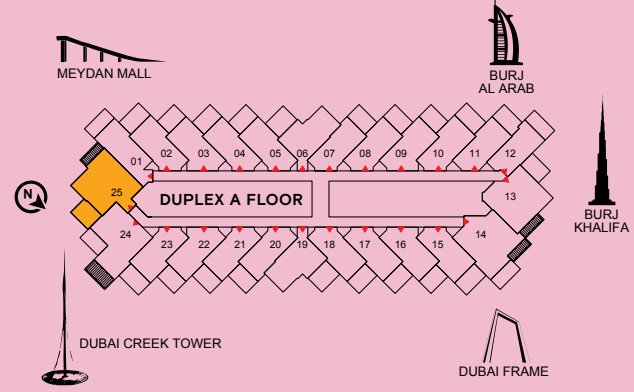 MEYDAN MALL
BURJ
AL ARAB
01 02 03 04 05 06 07 08 09 10 11 12
25
DUPLEX A FLOOR
13
N
BURJ
KHALIFA
24 23 22 21 20 19 18 17 16 15 14
DUBAI CREEK TOWER
DUBAI FRAME